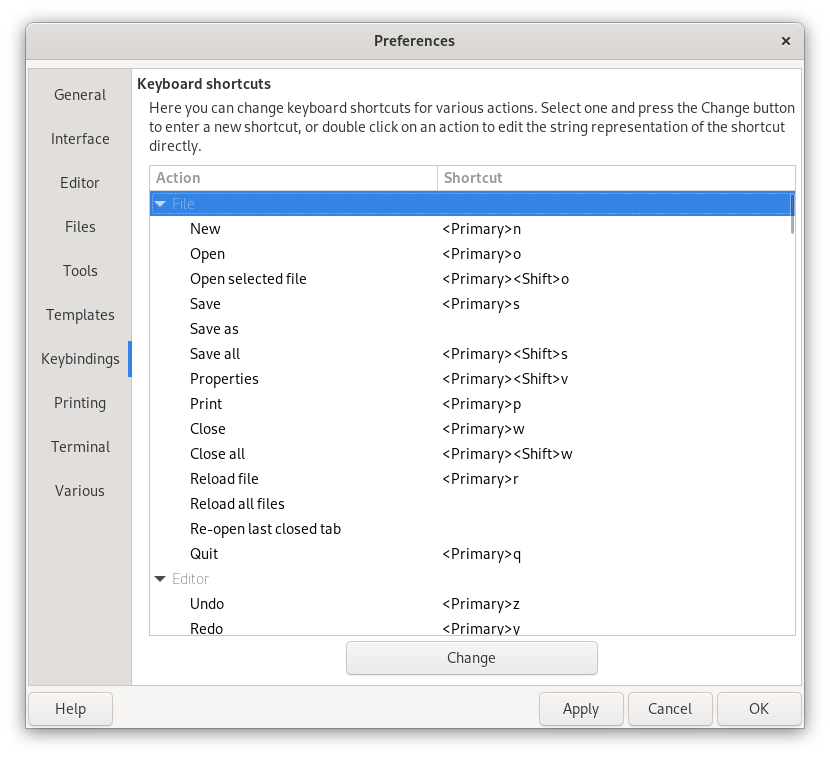 Preferences
General
Interface
Editor
Files
Tools
Templates
Keybindings
Printing
Terminal
Various
Keyboard shortcuts
Here you can change keyboard shortcuts for various actions. Select one and press the Change button
to enter a new shortcut, or double click on an action to edit the string representation of the shortcut
directly.
Action Shortcut
File
New <Primary>n
Open <Primary>o
Open selected file <Primary><Shift>o
Save <Primary>s
Save as
Save all <Primary><Shift>s
Properties <Primary><Shift>v
Print <Primary>p
Close <Primary>w
Close all <Primary><Shift>w
Reload file <Primary>r
Reload all files
Re-open last closed tab
Quit <Primary>q
Editor
Undo <Primary>z
Redo <Primary>y
Change
Help Apply Cancel OK